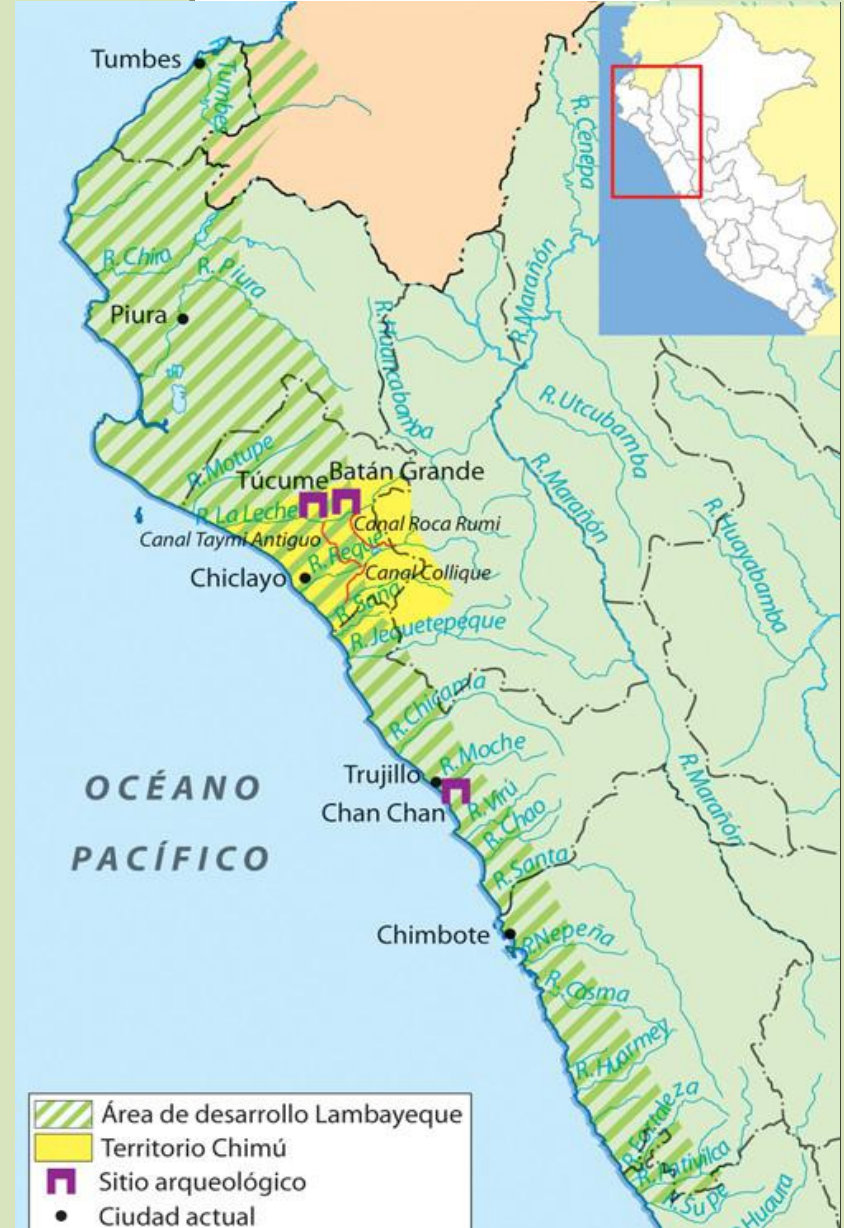 Tumbes
Tumbes
R. Cenepa
R. Chira
R. Piura
R. Marañón
Piura
R. Huancabamba
R. Utcubamba
R. Motupe
Túcume
Batán Grande
R. Marañón
R. La Leche
Canal Roca Rumi
Canal Taymi Antiguo
R. Reque
R. Huayabamba
Chiclayo
Canal Collique
R. Saña
R. Jequetepeque
R. Chicama
R. Moche
Trujillo
R. Marañón
OCÉANO
PACÍFICO
Chan Chan
R. Virú
R. Chao
R. Santa
Chimbote
R. Nepeña
R. Casma
R. Huarmey
R. Fortaleza
R. Pativilca
R. Supe
Huaura
Área de desarrollo Lambayeque
Territorio Chimú
Sitio arqueológico
Ciudad actual